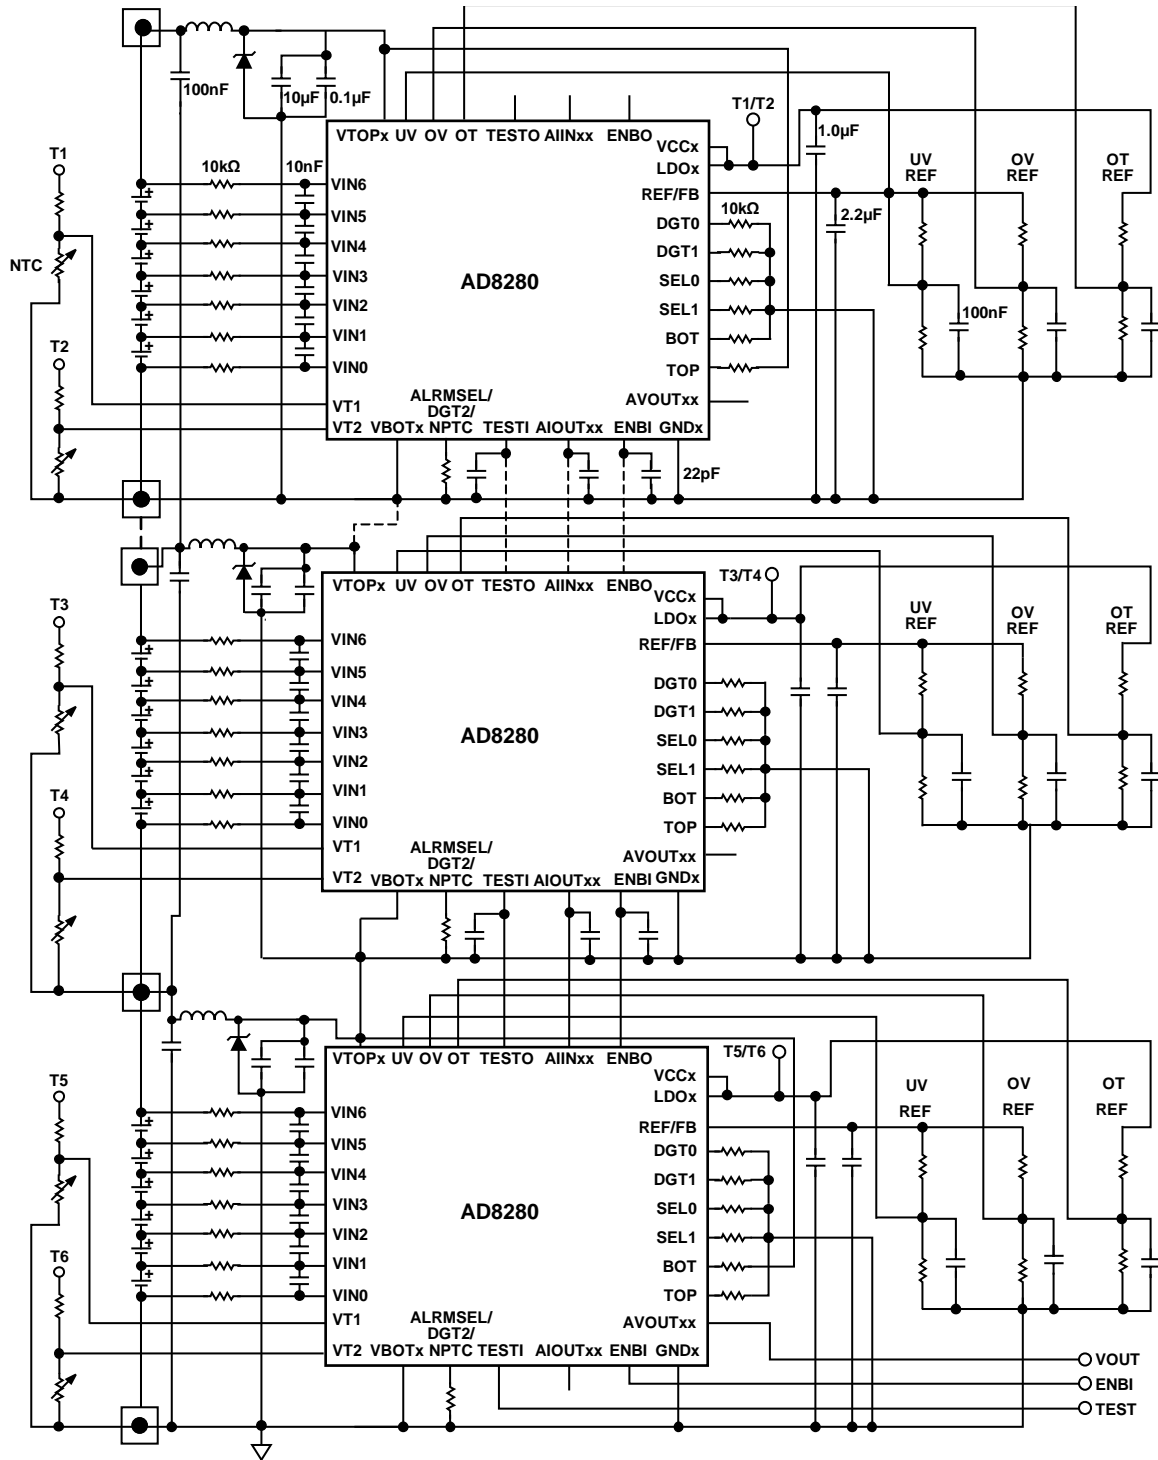 100nF
10µF
0.1µF
VTOPx UV OV OT TESTO AIINxx ENBO
T1/T2
1.0µF
VCCx
LDOx
UV
REF
OV
REF
OT
REF
T1
10kΩ
10nF
VIN6
REF/FB
VIN5
10kΩ
DGT0
2.2µF
VIN4
DGT1
NTC
VIN3
AD8280
SEL0
VIN2
SEL1
VIN1
BOT
100nF
T2
VIN0
TOP
ALRMSEL/
DGT2/
VT1
AVOUTxx
VT2 VBOTx NPTC TESTI AIOUTxx ENBI GNDx
22pF
VTOPx UV OV OT TESTO AIINxx ENBO
T3/T4
VCCx
LDOx
UV
REF
OV
REF
OT
REF
T3
VIN6
REF/FB
VIN5
DGT0
VIN4
DGT1
VIN3
AD8280
SEL0
VIN2
SEL1
VIN1
BOT
T4
VIN0
TOP
ALRMSEL/
DGT2/
VT1
AVOUTxx
VT2 VBOTx NPTC TESTI AIOUTxx ENBI GNDx
VTOPx UV OV OT TESTO AIINxx ENBO
T5/T6
VCCx
LDOx
UV
REF
OV
REF
OT
REF
T5
VIN6
REF/FB
VIN5
DGT0
VIN4
DGT1
VIN3
AD8280
SEL0
VIN2
SEL1
VIN1
BOT
T6
VIN0
TOP
ALRMSEL/
DGT2/
VT1
AVOUTxx
VT2 VBOTx NPTC TESTI AIOUTxx ENBI GNDx
VOUT
ENBI
TEST